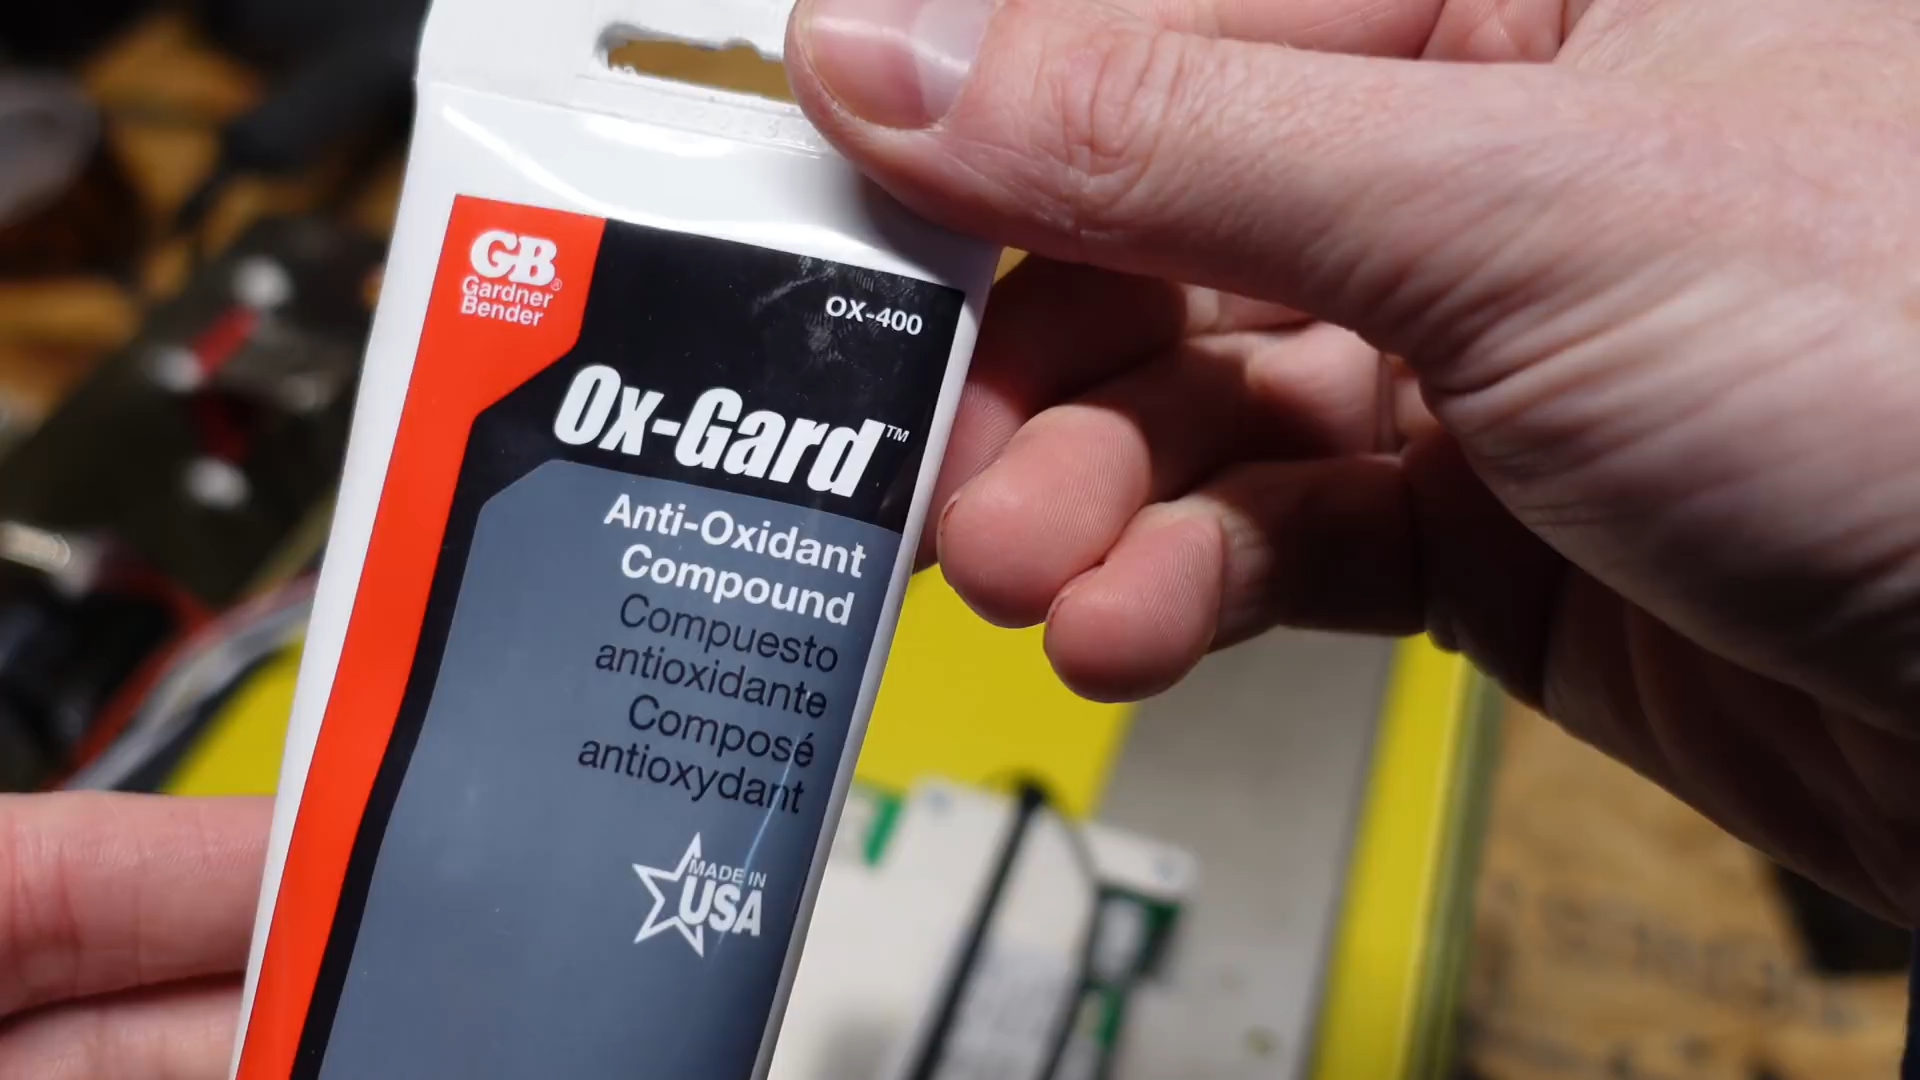 GB®
Gardner
Bender
OX-400
Ox-Gard™
Anti-Oxidant
Compound
Compuesto
antioxidante
Composé
antioxydant
MADE IN
USA